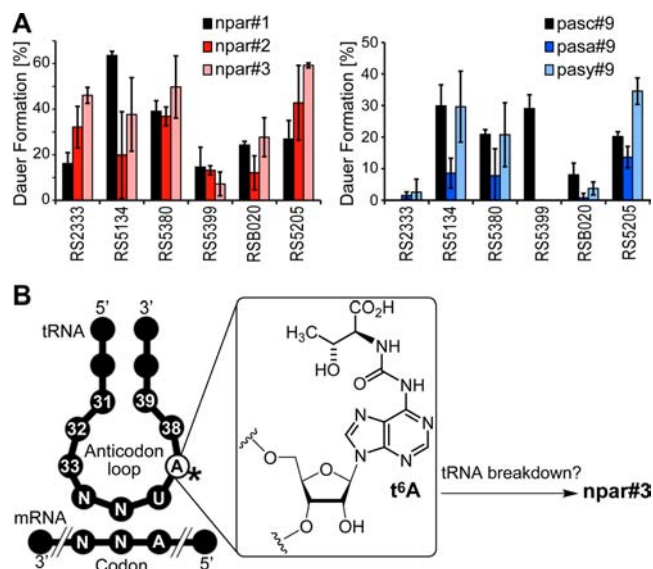 A
Dauer Formation [%]
60
40
20
npar#1
npar#2
npar#3
RS2333
RS5134
RS5380
RS5399
RSB020
RS5205
Dauer Formation [%]
50
40
30
20
10
0
pasc#9
pasa#9
pasy#9
RS2333
RS5134
RS5380
RS5399
RSB020
RS5205
B
5' 3'
tRNA
31 39
32 38
Anticodon
loop
33 A *
N N U
mRNA
N N A
3' Codon 5'
CO₂H
H₃C
HO
NH
O
NH
N
N
N
N
O
O
O
OH
t⁶A
tRNA breakdown?
npar#3